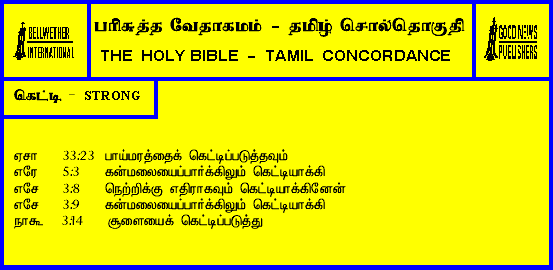 BELLWETHER INTERNATIONAL
பரிசுத்த வேதாகமம் - தமிழ் சொல்தொகுதி
THE HOLY BIBLE - TAMIL CONCORDANCE
GOOD NEWS PUBLISHERS
கெட்டி - STRONG
ஏசா 33:23 பாய்மரத்தைக் கெட்டிப்படுத்தவும்
எரே 5:3 கன்மலையைப்பார்க்கிலும் கெட்டியாக்கி
எசே 3:8 நெற்றிக்கு எதிராகவும் கெட்டியாக்கினேன்
எசே 3:9 கன்மலையைப்பார்க்கிலும் கெட்டியாக்கி
நாகூ 3:14 சூளையைக் கெட்டிப்படுத்து